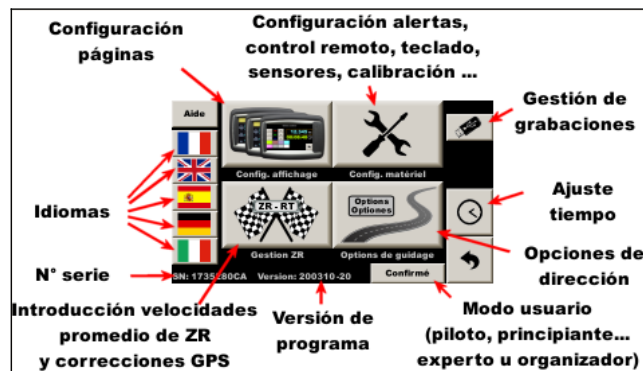 Configuración
páginas
Configuración alertas,
control remoto, teclado,
sensores, calibración ...
Gestión de
grabaciones
Aide
Config. affichage
Config. matériel
Idiomas
ZR - RT
Options
Optiones
Ajuste
tiempo
Gestion ZR
Options de guidage
Opciones de
dirección
N° serie
SN: 1735280CA
Version: 200310-20
Confirmé
Introducción velocidades
promedio de ZR
y correcciones GPS
Versión de
programa
Modo usuario
(piloto, principiante...
experto u organizador)